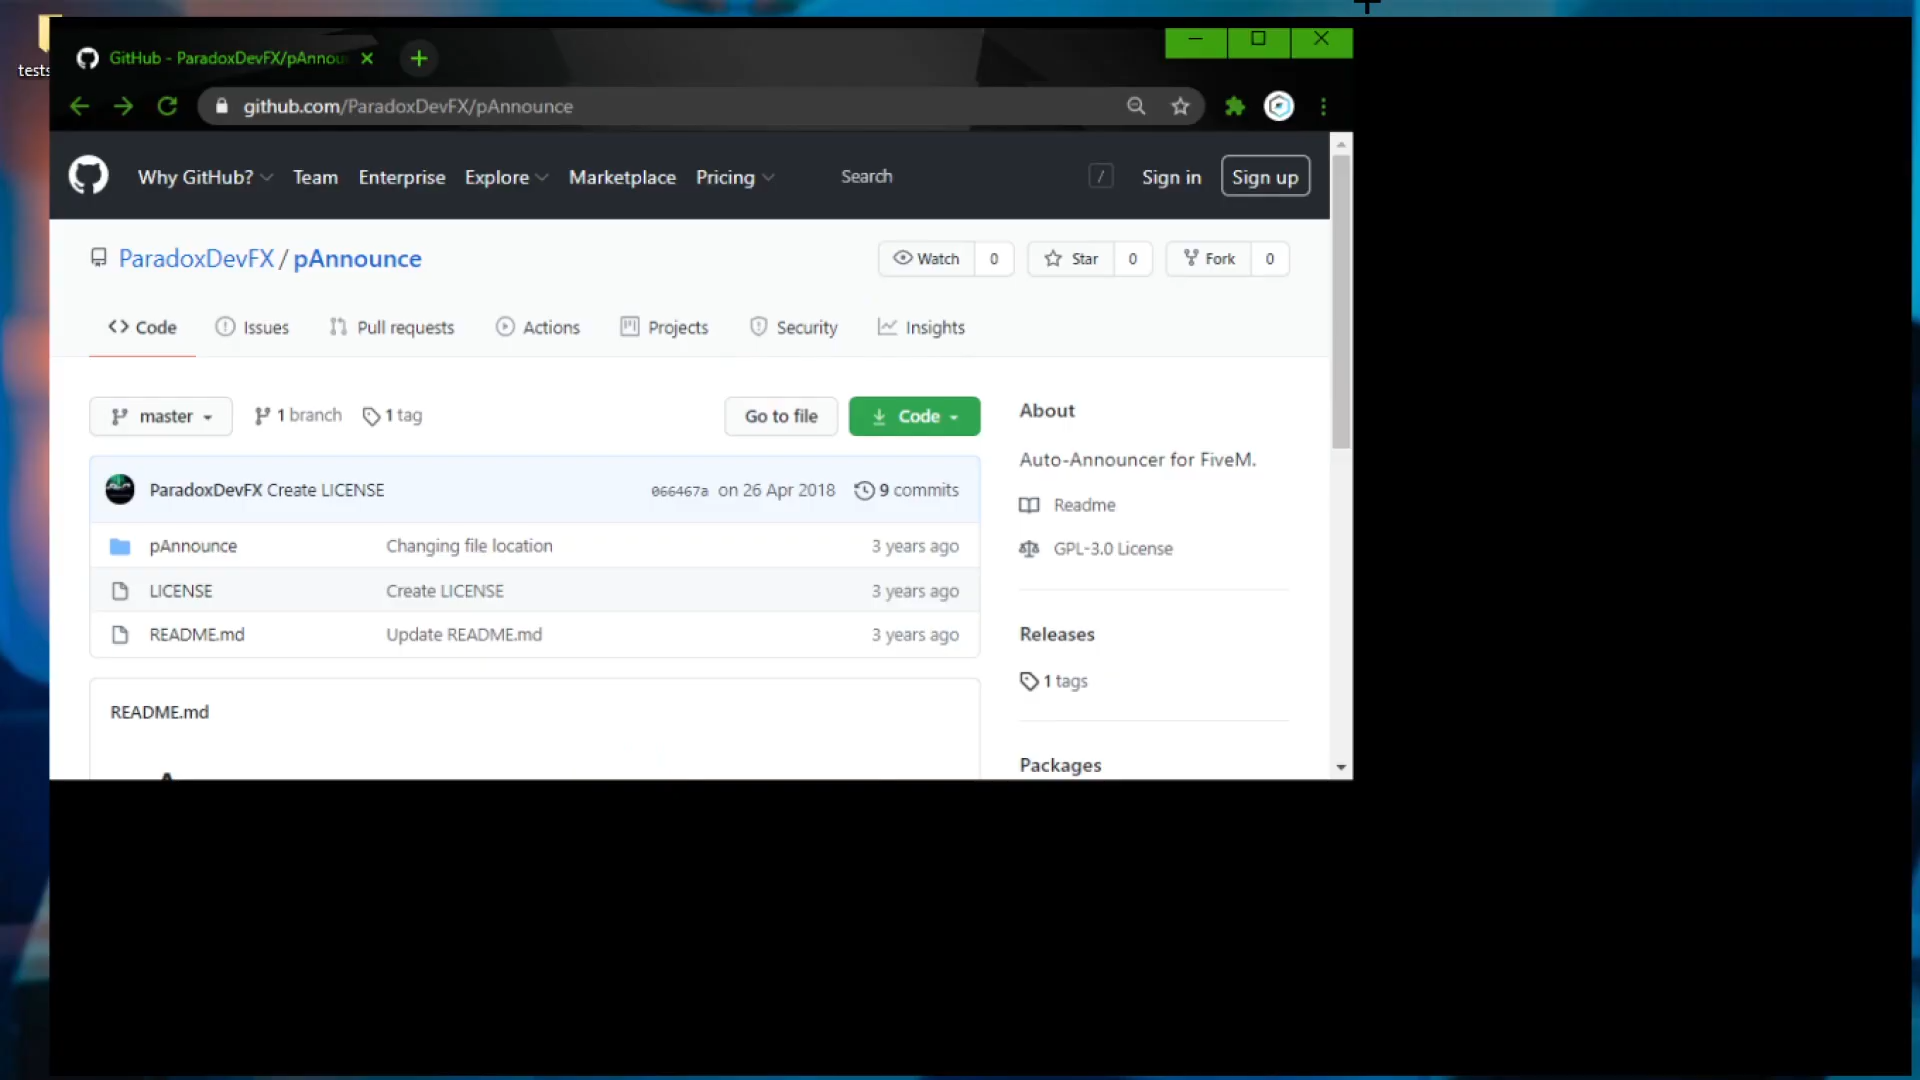 tests
GitHub - ParadoxDevFX/pAnnou
github.com/ParadoxDevFX/pAnnounce
Why GitHub? Team Enterprise Explore Marketplace Pricing Search / Sign in Sign up
ParadoxDevFX / pAnnounce Watch 0 Star 0 Fork 0
Code Issues Pull requests Actions Projects Security Insights
master 1 branch 1 tag Go to file Code
ParadoxDevFX Create LICENSE 066467a on 26 Apr 2018 9 commits
pAnnounce Changing file location 3 years ago
LICENSE Create LICENSE 3 years ago
README.md Update README.md 3 years ago
README.md
About
Auto-Announcer for FiveM.
Readme
GPL-3.0 License
Releases
1 tags
Packages